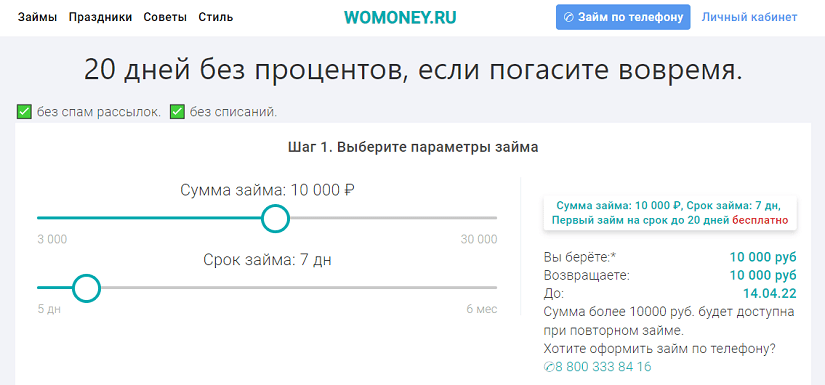 Займы Праздники Советы Стиль WOMONEY.RU ✆ Займ по телефону Личный кабинет
20 дней без процентов, если погасите вовремя.
✅ без спам рассылок. ✅ без списаний.
Шаг 1. Выберите параметры займа
Сумма займа: 10 000 ₽
3 000 30 000
Срок займа: 7 дн
5 дн 6 мес
Сумма займа: 10 000 ₽, Срок займа: 7 дн,
Первый займ на срок до 20 дней бесплатно
Вы берёте:* 10 000 руб
Возвращаете: 10 000 руб
До: 14.04.22
Сумма более 10000 руб. будет доступна
при повторном займе.
Хотите оформить займ по телефону?
✆8 800 333 84 16